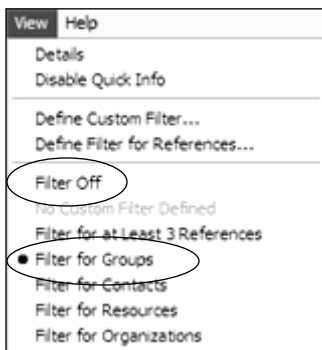 View Help
Details
Disable Quick Info
Define Custom Filter...
Define Filter for References...
Filter Off
No Custom Filter Defined
Filter for at Least 3 References
Filter for Groups
Filter for Contacts
Filter for Resources
Filter for Organizations